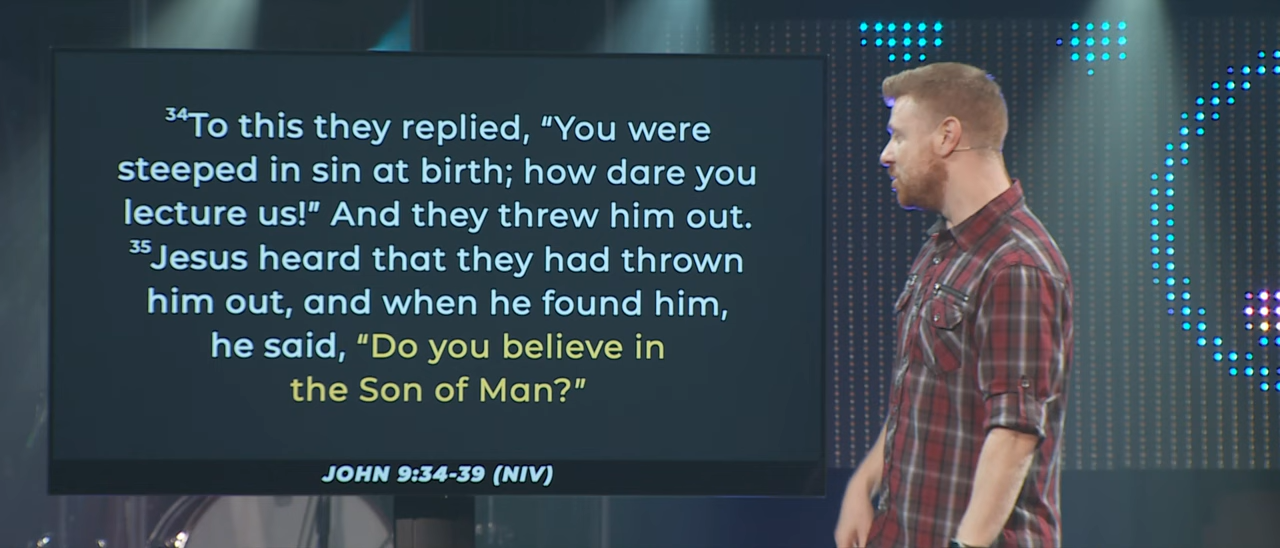 ³⁴To this they replied, “You were
steeped in sin at birth; how dare you
lecture us!” And they threw him out.
³⁵Jesus heard that they had thrown
him out, and when he found him,
he said, “Do you believe in
the Son of Man?”
JOHN 9:34-39 (NIV)